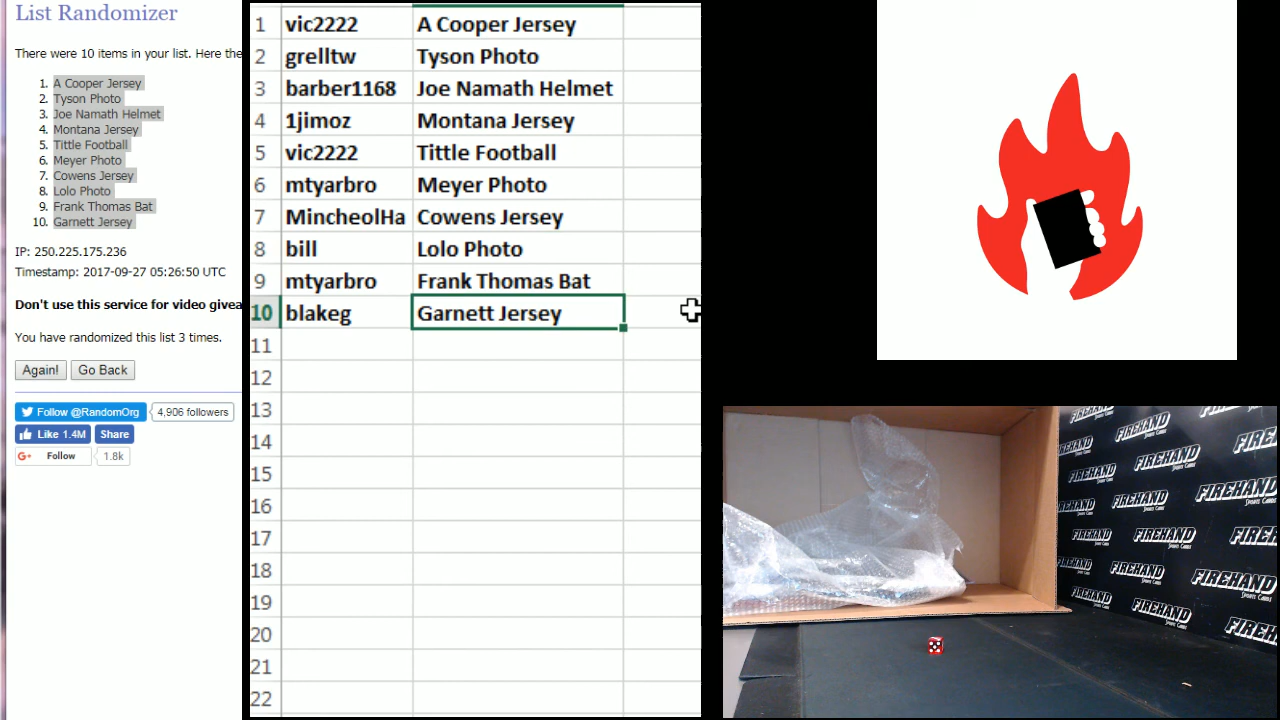 List Randomizer
There were 10 items in your list. Here the
1. A Cooper Jersey
2. Tyson Photo
3. Joe Namath Helmet
4. Montana Jersey
5. Tittle Football
6. Meyer Photo
7. Cowens Jersey
8. Lolo Photo
9. Frank Thomas Bat
10. Garnett Jersey
IP: 250.225.175.236
Timestamp: 2017-09-27 05:26:50 UTC
Don't use this service for video givea
You have randomized this list 3 times.
Again! Go Back
Follow @RandomOrg 4,906 followers
Like 1.4M Share
G+ Follow 1.8k
1 vic2222 A Cooper Jersey
2 grelltw Tyson Photo
3 barber1168 Joe Namath Helmet
4 1jimoz Montana Jersey
5 vic2222 Tittle Football
6 mtyarbro Meyer Photo
7 MincheolHa Cowens Jersey
8 bill Lolo Photo
9 mtyarbro Frank Thomas Bat
10 blakeg Garnett Jersey
11
12
13
14
15
16
17
18
19
20
21
22
FIREHAND
SPORTS CARDS